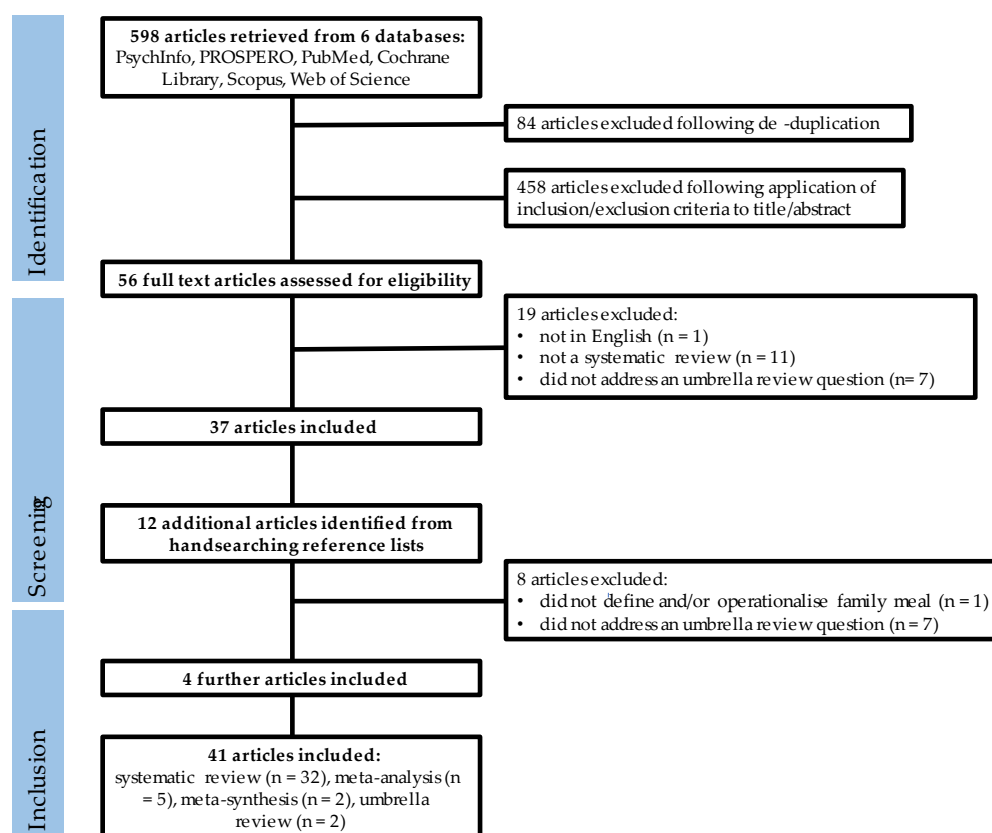 598 articles retrieved from 6 databases:
PsychInfo, PROSPERO, PubMed, Cochrane
Library, Scopus, Web of Science
84 articles excluded following de -duplication
458 articles excluded following application of
inclusion/exclusion criteria to title/abstract
Identification
56 full text articles assessed for eligibility
19 articles excluded:
• not in English (n = 1)
• not a systematic review (n = 11)
• did not address an umbrella review question (n= 7)
37 articles included
Screenig
12 additional articles identified from
handsearching reference lists
8 articles excluded:
• did not define and/or operationalise family meal (n = 1)
• did not address an umbrella review question (n = 7)
4 further articles included
Inclusion
41 articles included:
systematic review (n = 32), meta-analysis (n
= 5), meta-synthesis (n = 2), umbrella
review (n = 2)